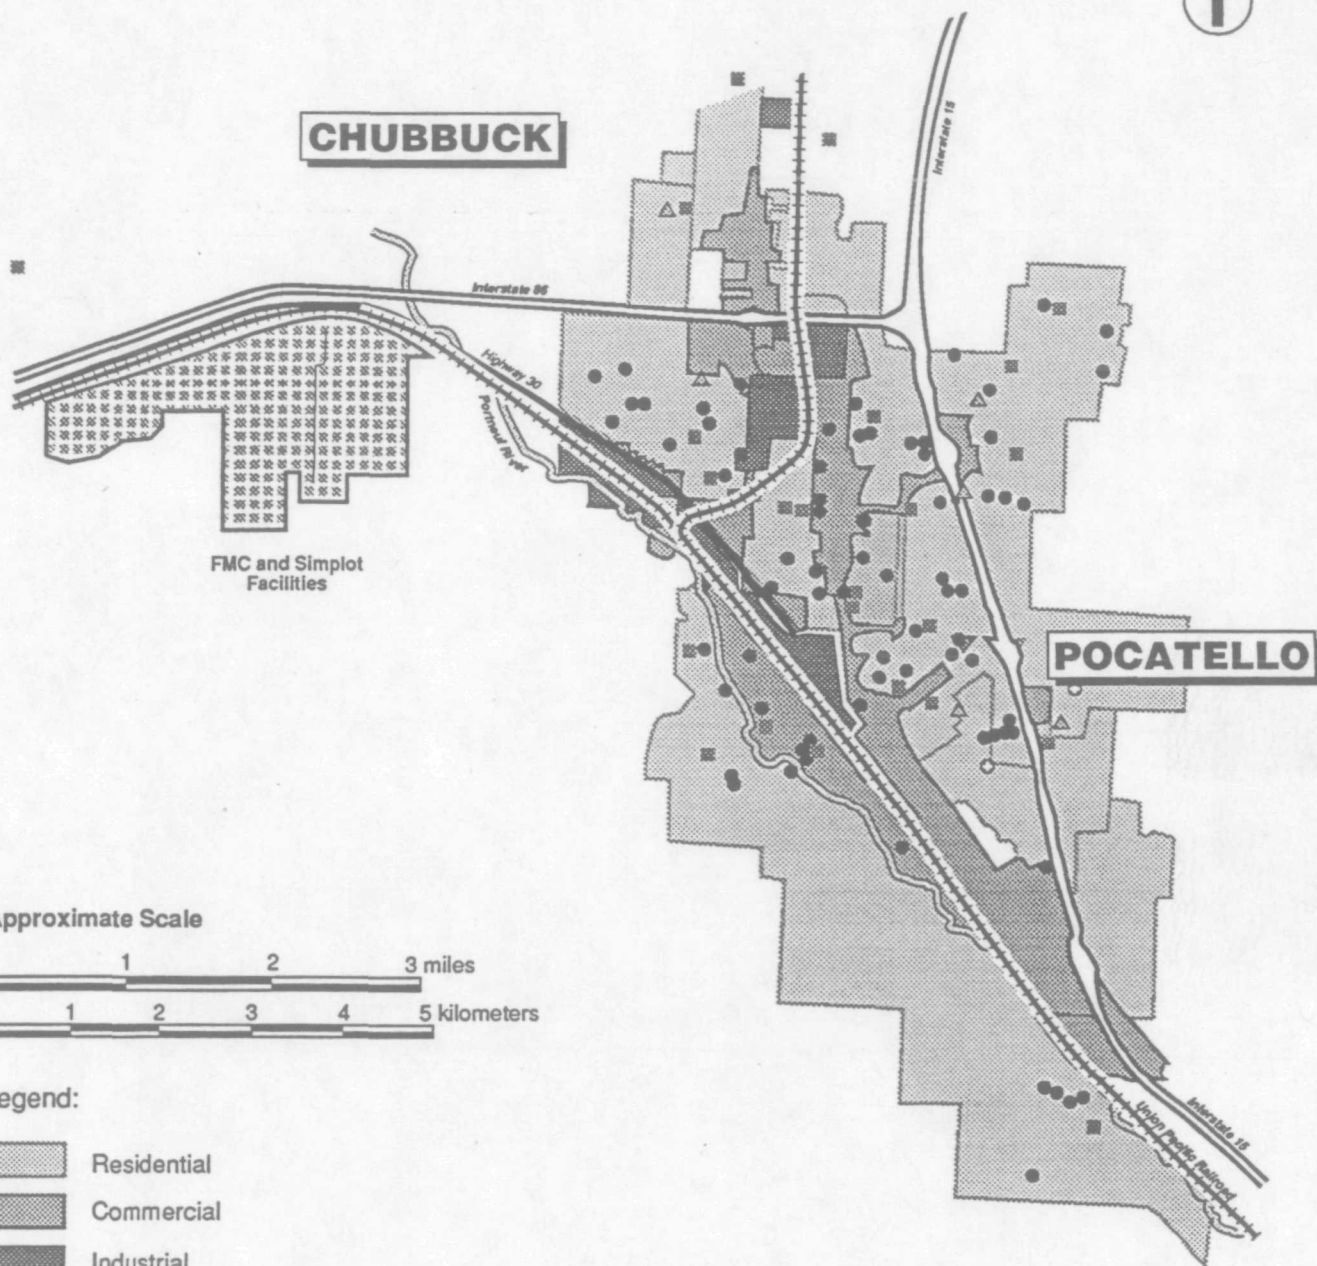 CHUBBUCK
Interstate 15
Interstate 86
Highway 30
Portneuf River
FMC and Simplot
Facilities
POCATELLO
Approximate Scale
1 2 3 miles
1 2 3 4 5 kilometers
egend:
Residential
Commercial
Industrial
Interstate 15
Union Pacific Railroad